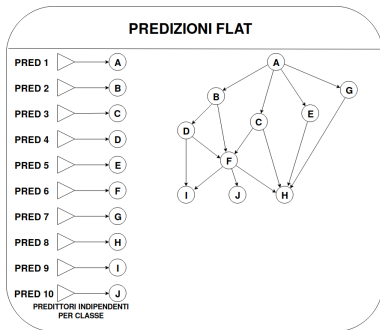 PREDIZIONI FLAT
PRED 1 A
PRED 2 B
PRED 3 C
PRED 4 D
PRED 5 E
PRED 6 F
PRED 7 G
PRED 8 H
PRED 9 I
PRED 10 J
PREDITTORI INDIPENDENTI
PER CLASSE
A
G
B
E
C
D
F
I
J
H